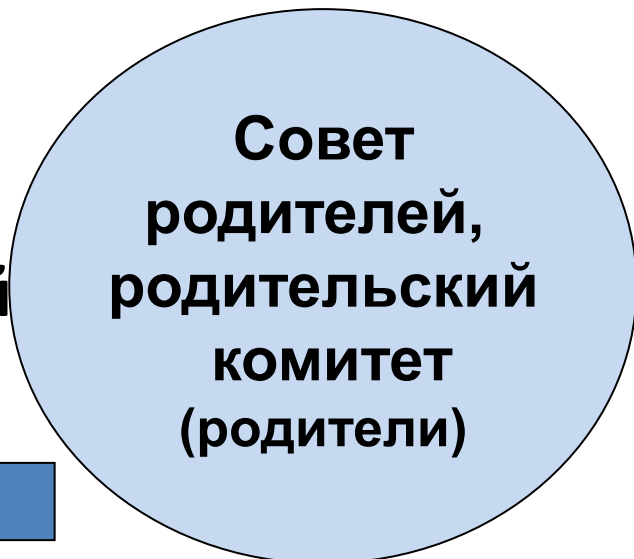 Совет
родителей,
родительский
комитет
(родители)